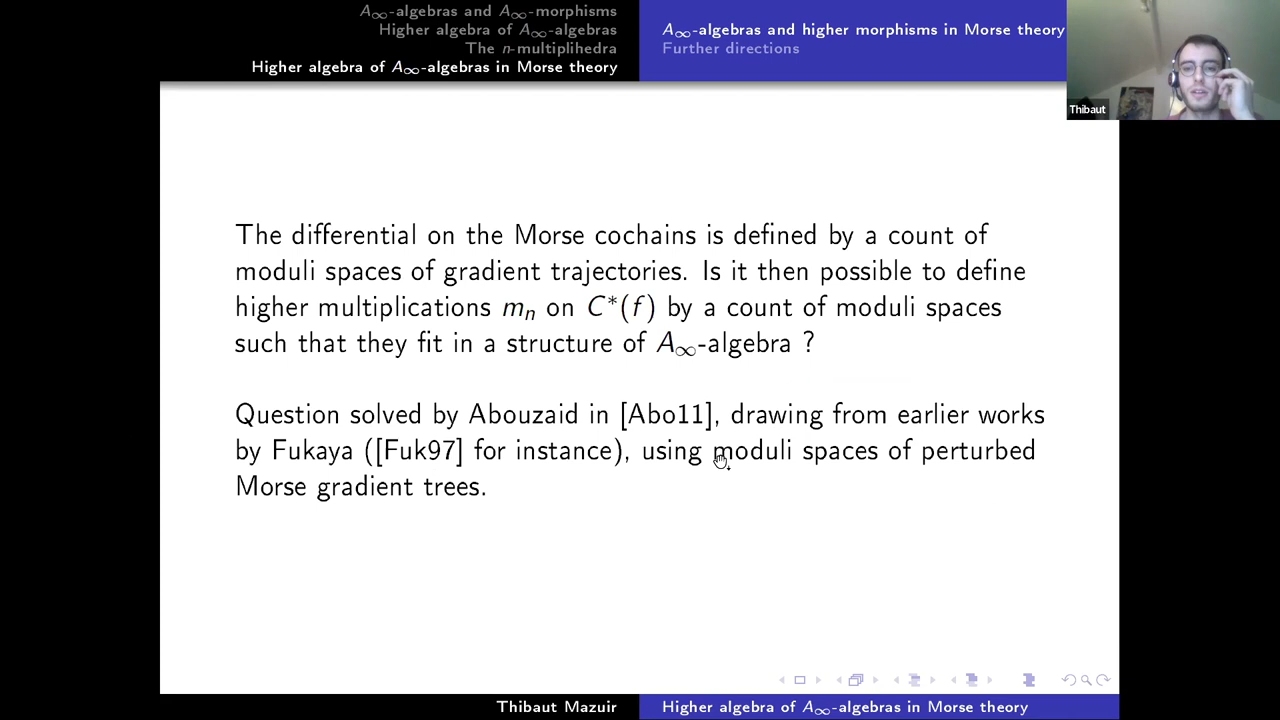 A∞-algebras and A∞-morphisms
Higher algebra of A∞-algebras
The n-multiplihedra
Higher algebra of A∞-algebras in Morse theory
A∞-algebras and higher morphisms in Morse theory
Further directions
Thibaut
The differential on the Morse cochains is defined by a count of
moduli spaces of gradient trajectories. Is it then possible to define
higher multiplications mₙ on C*(f) by a count of moduli spaces
such that they fit in a structure of A∞-algebra ?
Question solved by Abouzaid in [Abo11], drawing from earlier works
by Fukaya ([Fuk97] for instance), using moduli spaces of perturbed
Morse gradient trees.
Thibaut Mazuir
Higher algebra of A∞-algebras in Morse theory